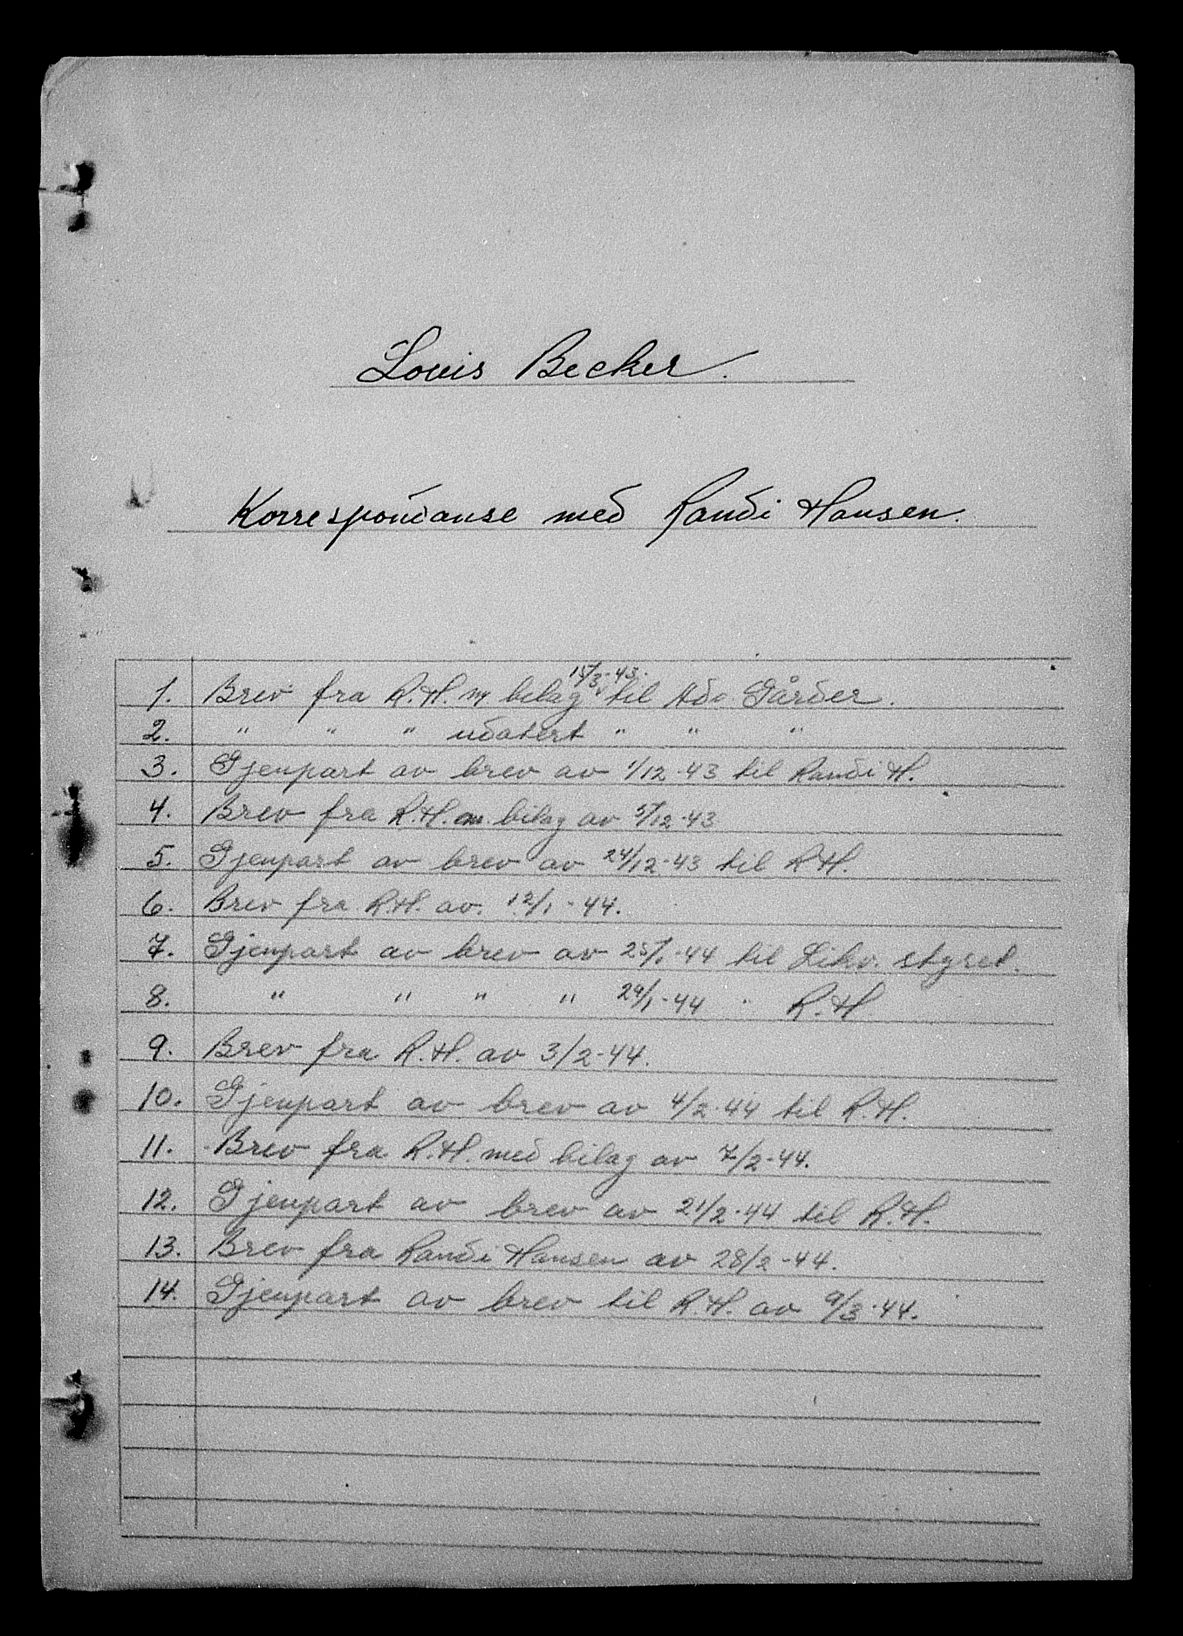 Louis Becker.
Korrespondanse med Randi Hansen.
1. Brev fra R.H. m/ bilag 15/3-43. til Adv. Gårder.
2. " " " udatert " " "
3. Gjenpart av brev av 1/12-43 til Randi H.
4. Brev fra R.H. m. bilag av 5/12-43
5. Gjenpart av brev av 24/12-43 til R.H.
6. Brev fra R.H. av. 12/1-44.
7. Gjenpart av brev av 25/1-44 til Likv. styret.
8. " " " " 29/1-44 " R.H
9. Brev fra R.H. av 3/2-44.
10. Gjenpart av brev av 4/2-44 til R.H.
11. Brev fra R.H. med bilag av 7/2-44.
12. Gjenpart av brev av 21/2-44 til R.H.
13. Brev fra Randi Hansen av 28/2-44.
14. Gjenpart av brev til R.H. av 9/3-44.